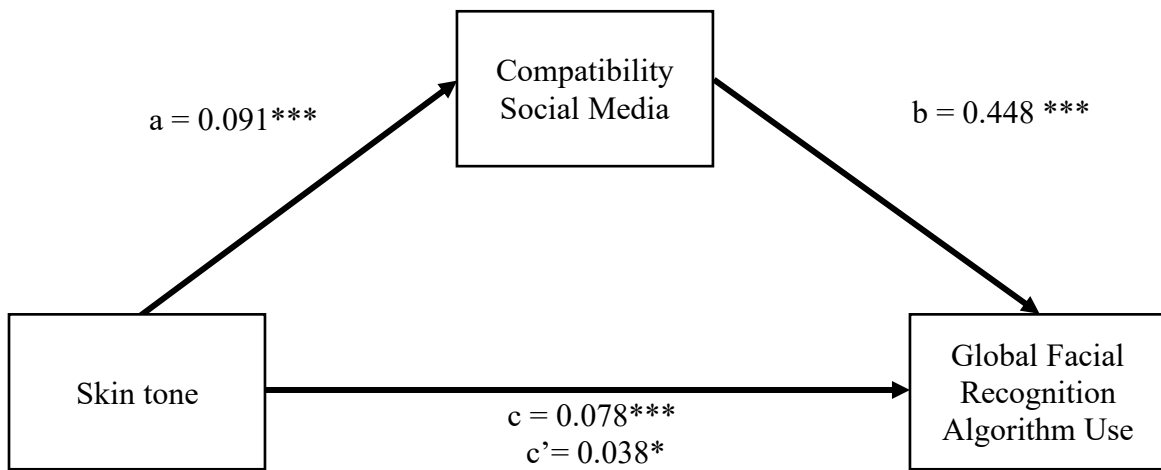 Compatibility
Social Media
a = 0.091***
b = 0.448 ***
Skin tone
c = 0.078***
c’= 0.038*
Global Facial
Recognition
Algorithm Use